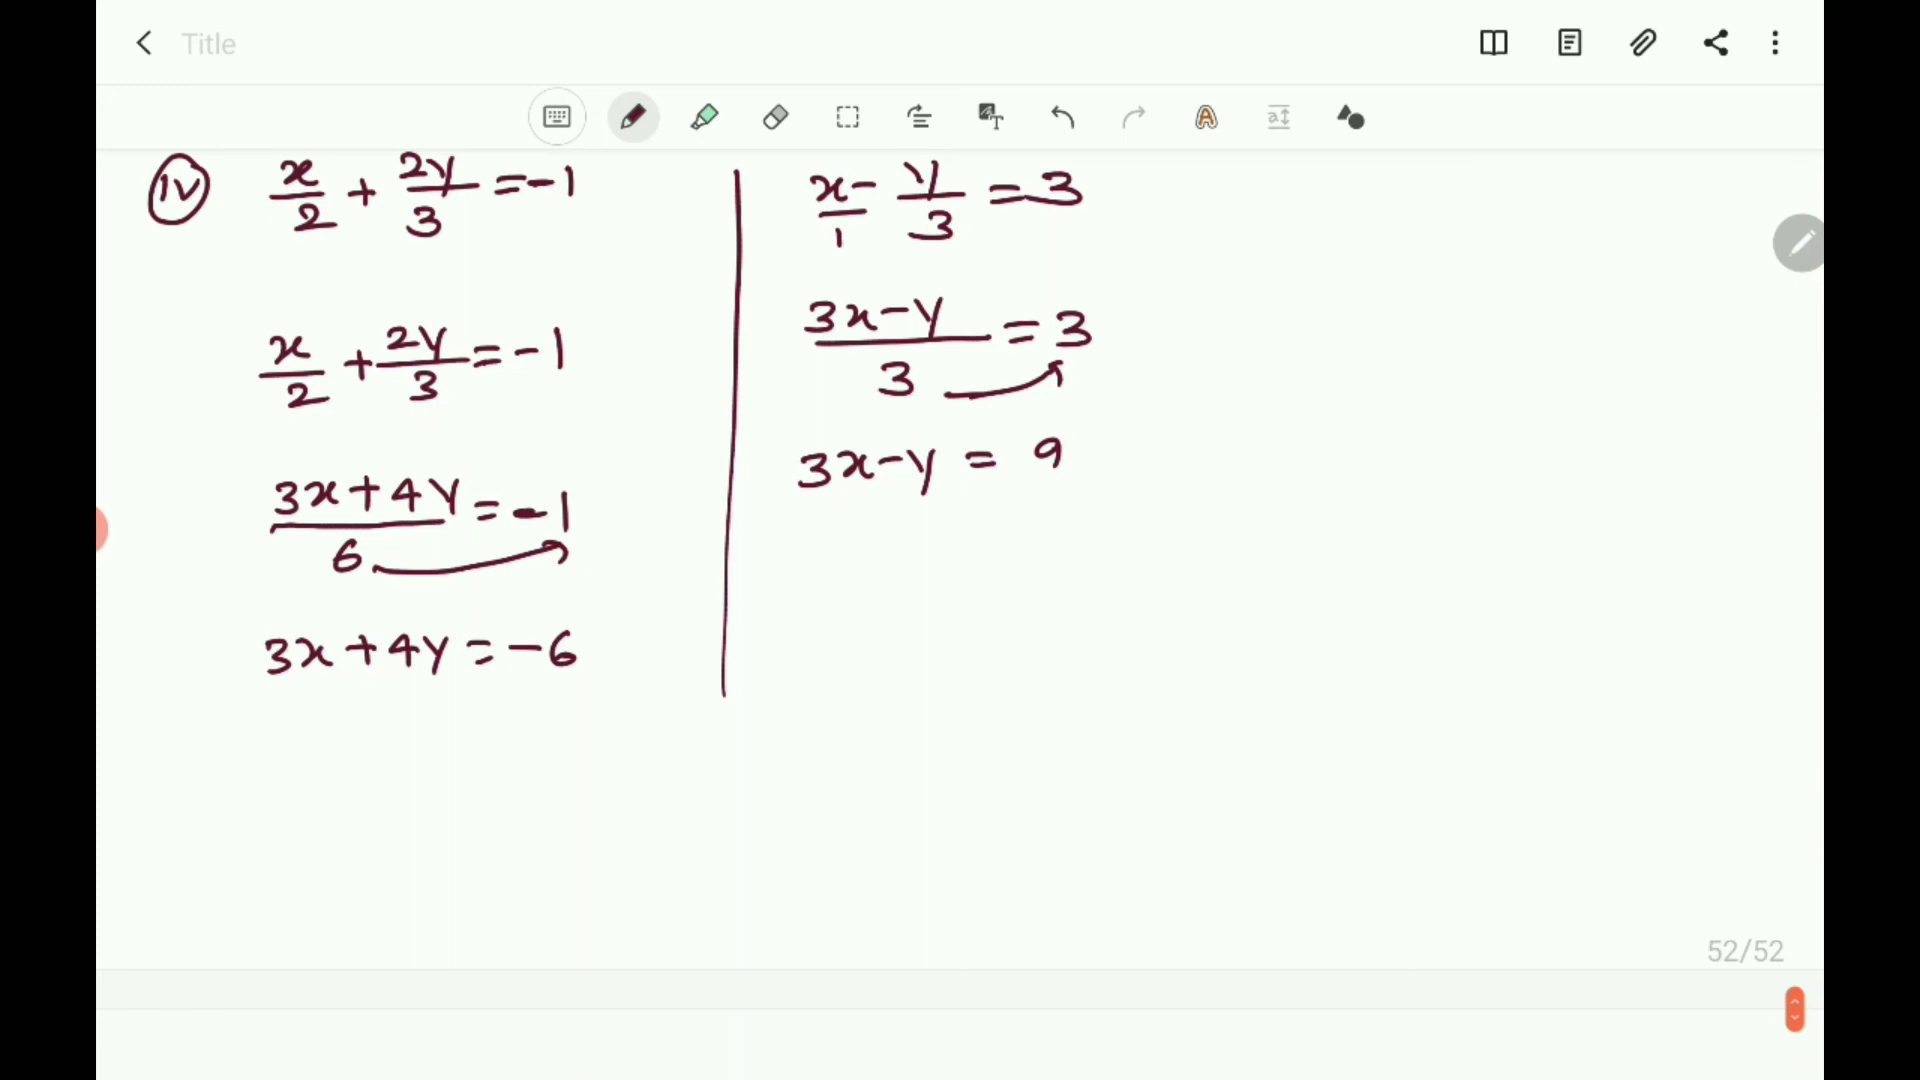 Title
(iv) x/2 + 2y/3 = -1
x/2 + 2y/3 = -1
3x+4y/6 = -1
3x+4y = -6
x/1 - y/3 = 3
3x-y/3 = 3
3x-y = 9
52/52